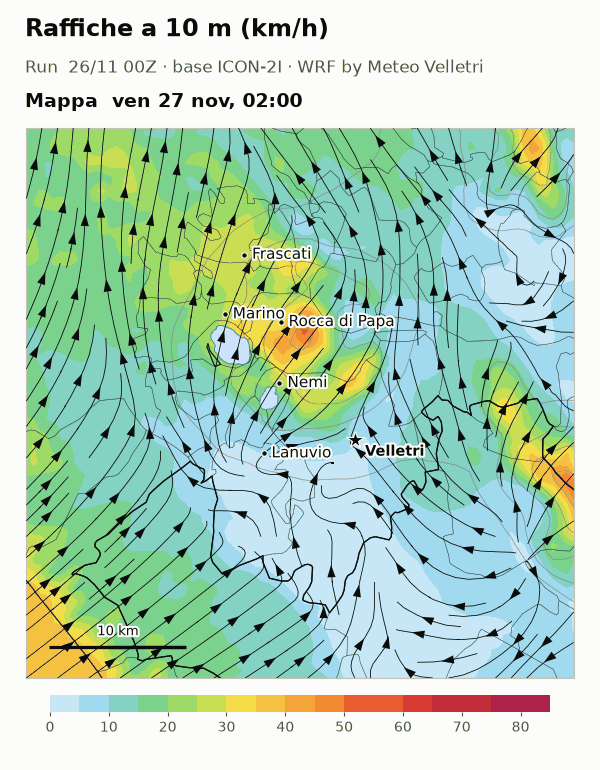 Raffiche a 10 m (km/h)
Run  26/11 00Z · base ICON-2I · WRF by Meteo Velletri
Mappa  ven 27 nov, 02:00
Frascati
Marino
Rocca di Papa
Nemi
Velletri
Lanuvio
10 km
0 10 20 30 40 50 60 70 80